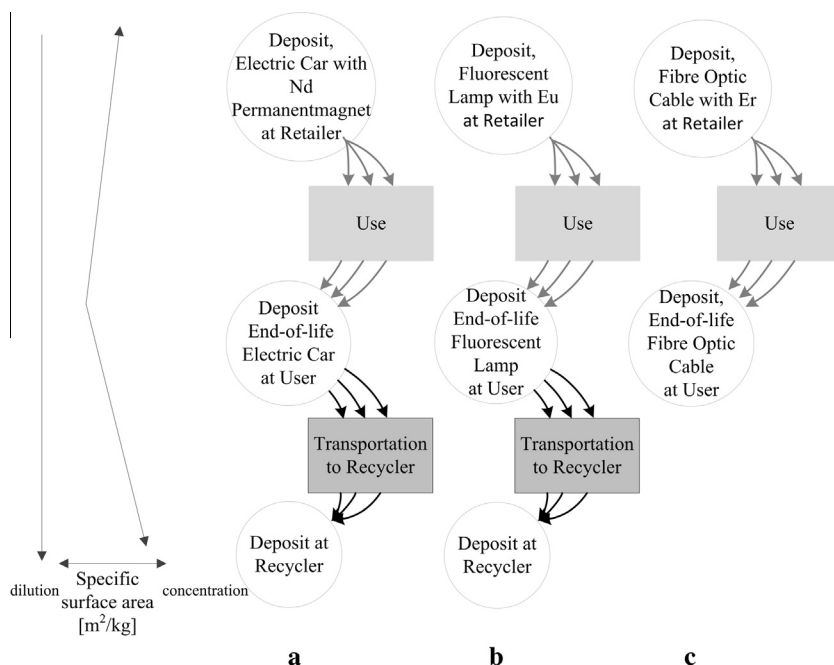 Deposit,
Electric Car with
Nd
Permanentmagnet
at Retailer
Use
Deposit
End-of-life
Electric Car
at User
Transportation
to Recycler
Deposit at
Recycler
Deposit,
Fluorescent
Lamp with Eu
at Retailer
Use
Deposit
End-of-life
Fluorescent
Lamp
at User
Transportation
to Recycler
Deposit at
Recycler
Deposit,
Fibre Optic
Cable with Er
at Retailer
Use
Deposit,
End-of-life
Fibre Optic
Cable
at User
dilution
Specific
surface area
[m²/kg]
concentration
a
b
c